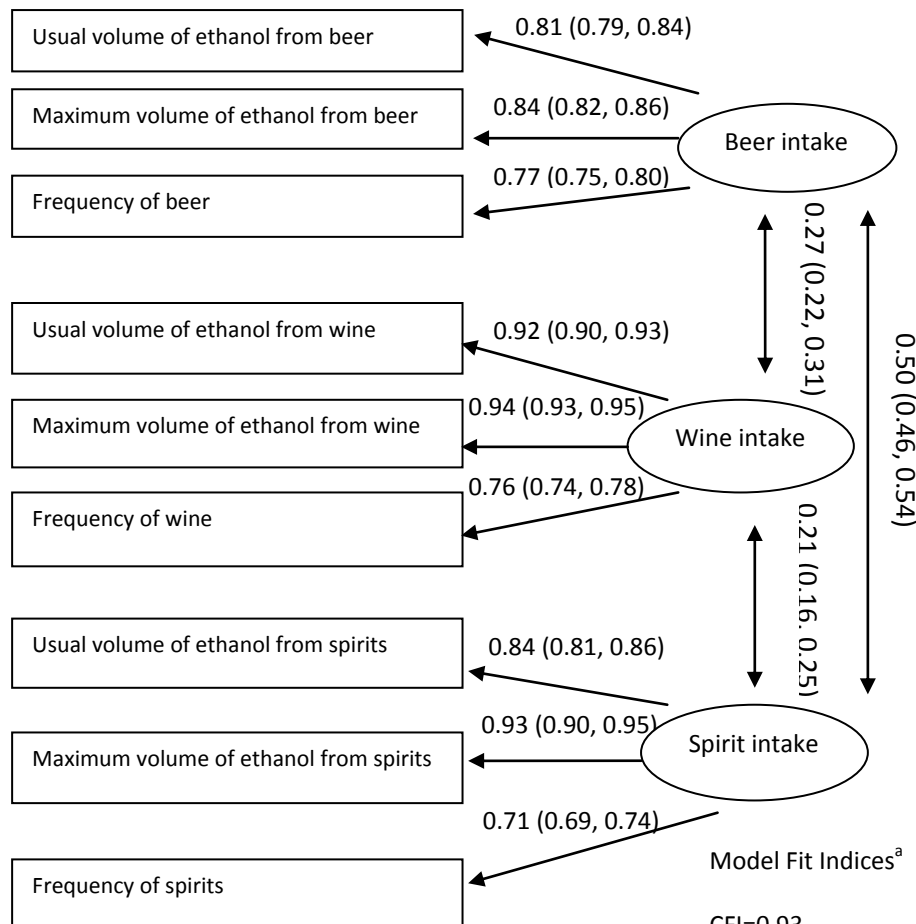 Usual volume of ethanol from beer
0.81 (0.79, 0.84)
Maximum volume of ethanol from beer
0.84 (0.82, 0.86)
Beer intake
Frequency of beer
0.77 (0.75, 0.80)
0.27 (0.22, 0.31)
0.50 (0.46, 0.54)
Usual volume of ethanol from wine
0.92 (0.90, 0.93)
Maximum volume of ethanol from wine
0.94 (0.93, 0.95)
Wine intake
Frequency of wine
0.76 (0.74, 0.78)
0.21 (0.16, 0.25)
Usual volume of ethanol from spirits
0.84 (0.81, 0.86)
Maximum volume of ethanol from spirits
0.93 (0.90, 0.95)
Spirit intake
0.71 (0.69, 0.74)
Frequency of spirits
Model Fit Indicesᵃ
CFI=0.93